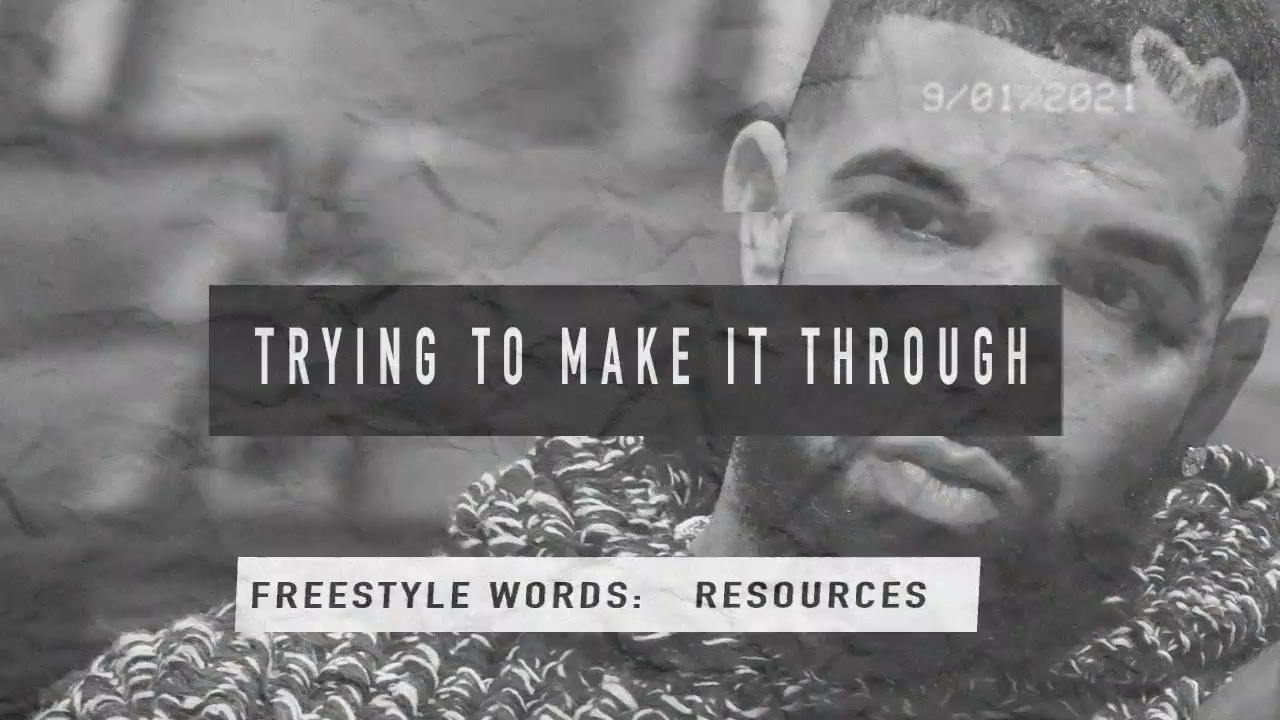 9/01/2021
TRYING TO MAKE IT THROUGH
FREESTYLE WORDS: RESOURCES